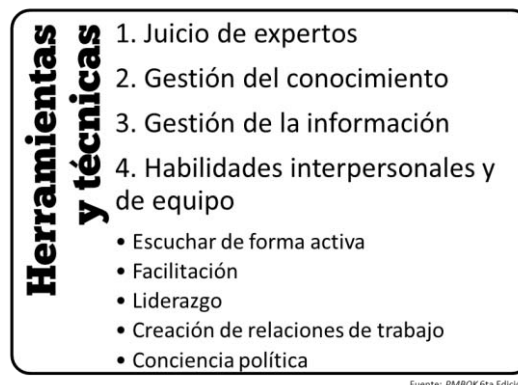 Herramientas
y técnicas
1. Juicio de expertos
2. Gestión del conocimiento
3. Gestión de la información
4. Habilidades interpersonales y
de equipo
• Escuchar de forma activa
• Facilitación
• Liderazgo
• Creación de relaciones de trabajo
• Conciencia política
Fuente: PMBOK 6ta Edició